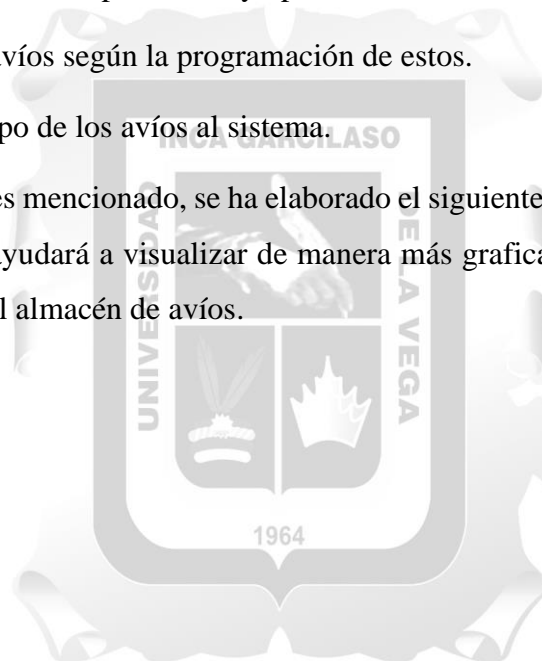 avíos según la programación de estos.
po de los avíos al sistema.
INCA GARCILASO
es mencionado, se ha elaborado el siguiente
ayudará a visualizar de manera más grafica
l almacén de avíos.
UNIVERSIDAD
DE LA VEGA
1964